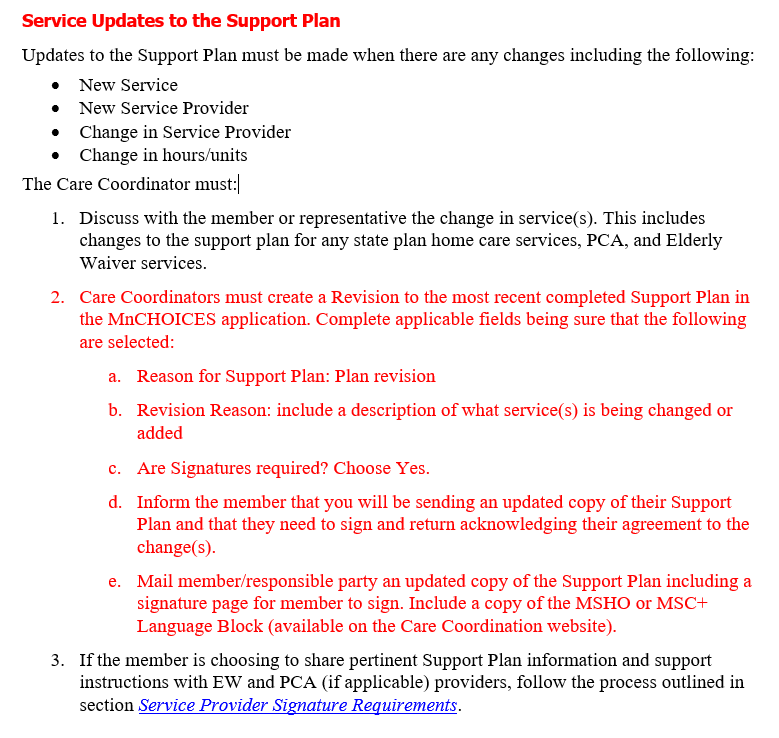 Service Updates to the Support Plan
Updates to the Support Plan must be made when there are any changes including the following:
• New Service
• New Service Provider
• Change in Service Provider
• Change in hours/units
The Care Coordinator must:
1. Discuss with the member or representative the change in service(s). This includes
changes to the support plan for any state plan home care services, PCA, and Elderly
Waiver services.
2. Care Coordinators must create a Revision to the most recent completed Support Plan in
the MnCHOICES application. Complete applicable fields being sure that the following
are selected:
a. Reason for Support Plan: Plan revision
b. Revision Reason: include a description of what service(s) is being changed or
added
c. Are Signatures required? Choose Yes.
d. Inform the member that you will be sending an updated copy of their Support
Plan and that they need to sign and return acknowledging their agreement to the
change(s).
e. Mail member/responsible party an updated copy of the Support Plan including a
signature page for member to sign. Include a copy of the MSHO or MSC+
Language Block (available on the Care Coordination website).
3. If the member is choosing to share pertinent Support Plan information and support
instructions with EW and PCA (if applicable) providers, follow the process outlined in
section Service Provider Signature Requirements.